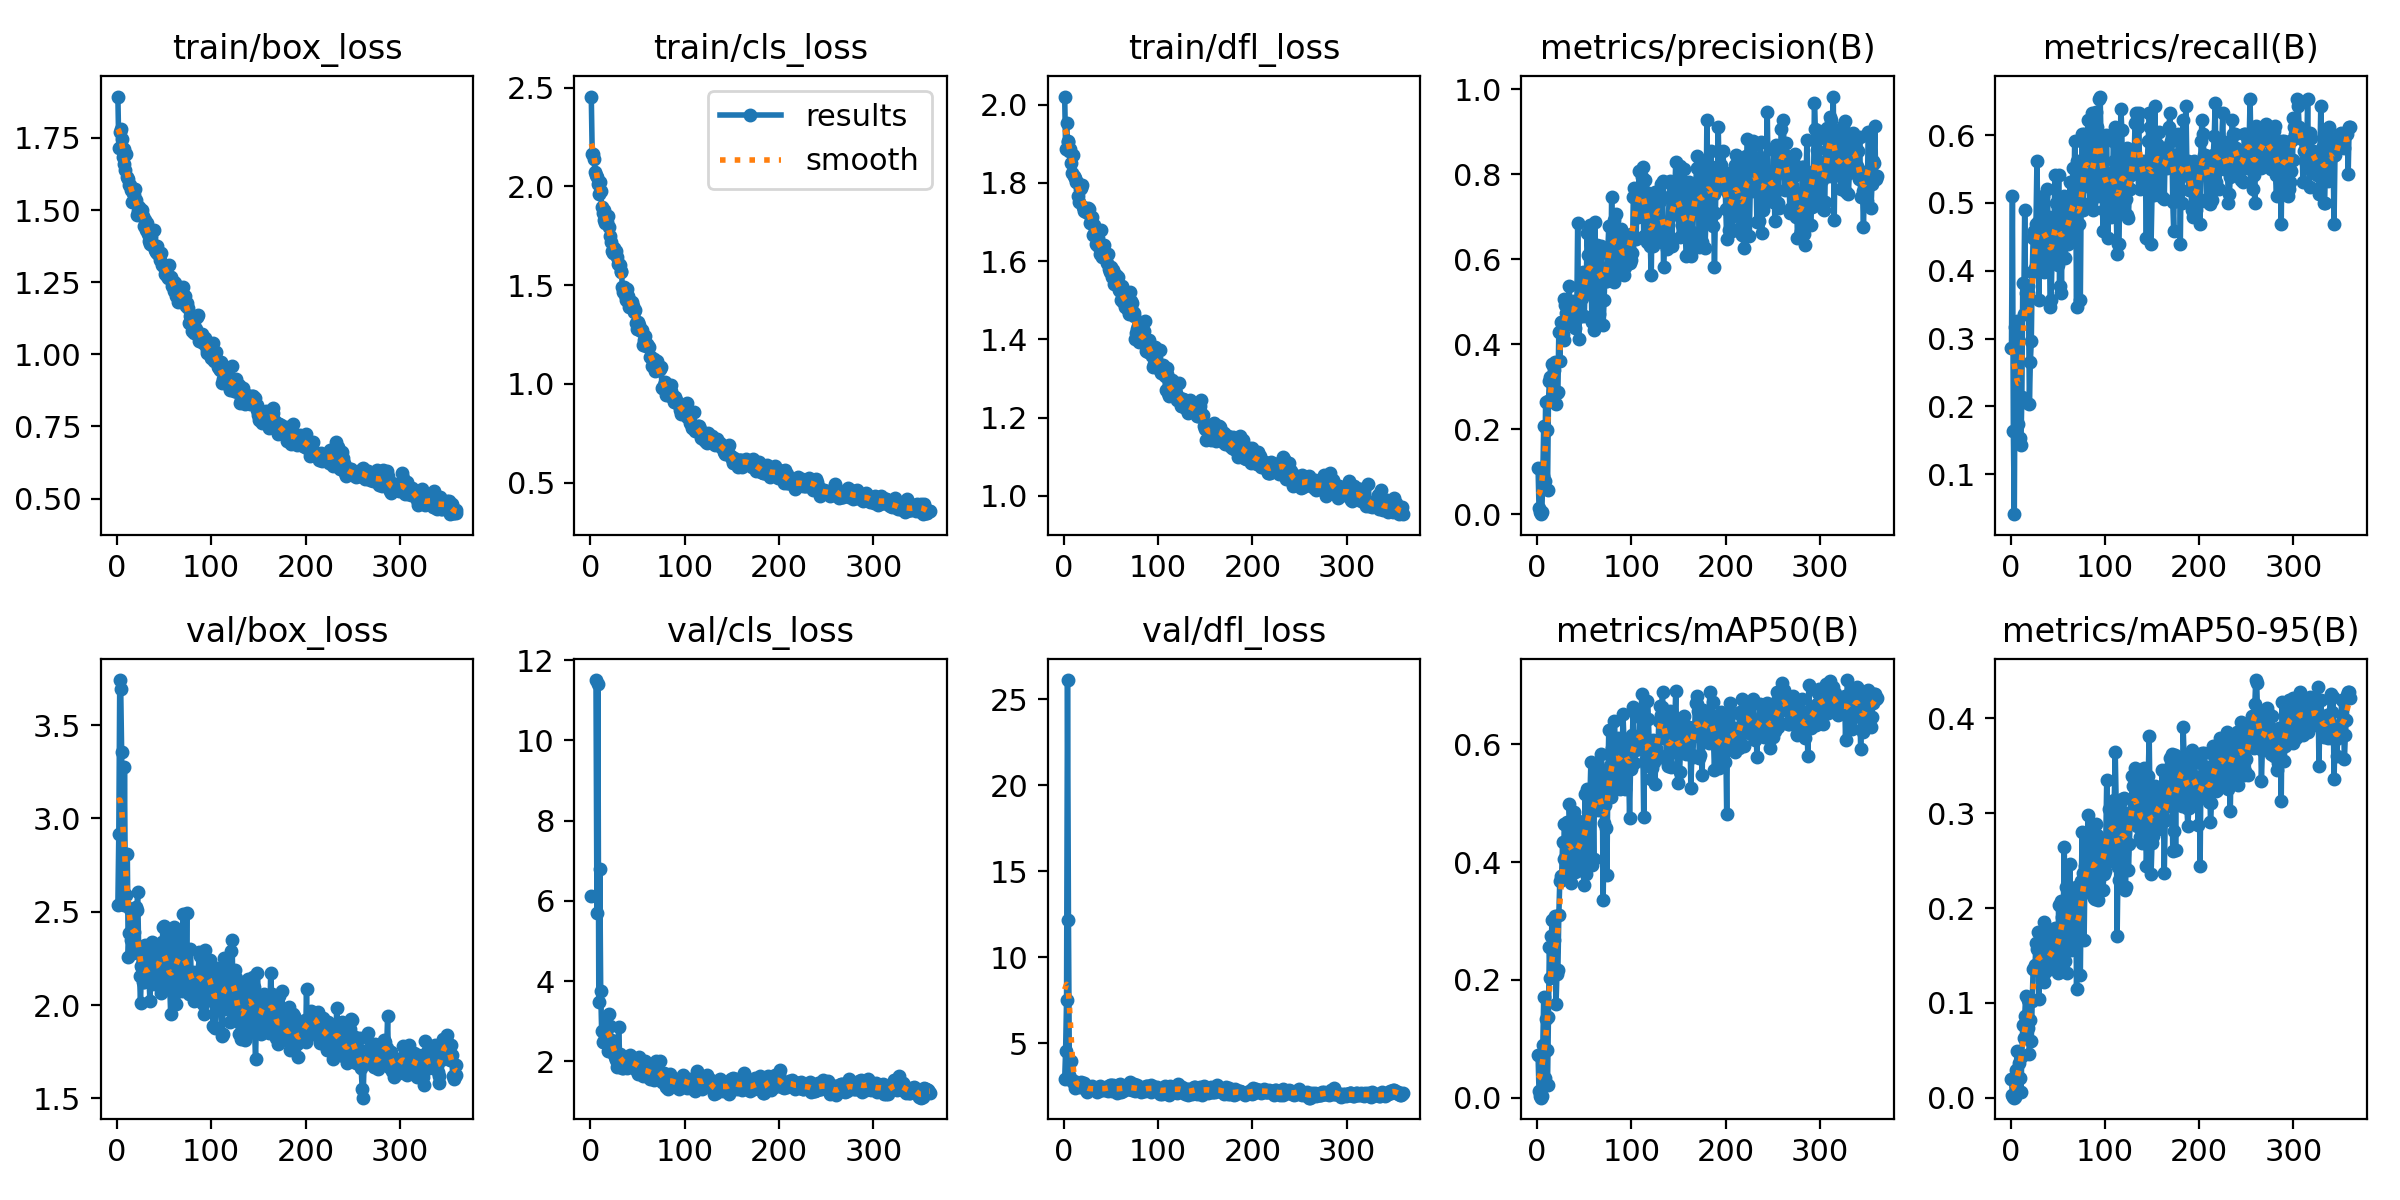 train/box_loss
1.75
1.50
1.25
1.00
0.75
0.50
0 100 200 300
train/cls_loss
results
smooth
2.5
2.0
1.5
1.0
0.5
0 100 200 300
train/dfl_loss
2.0
1.8
1.6
1.4
1.2
1.0
0 100 200 300
metrics/precision(B)
1.0
0.8
0.6
0.4
0.2
0.0
0 100 200 300
metrics/recall(B)
0.6
0.5
0.4
0.3
0.2
0.1
0 100 200 300
val/box_loss
3.5
3.0
2.5
2.0
1.5
0 100 200 300
val/cls_loss
12
10
8
6
4
2
0 100 200 300
val/dfl_loss
25
20
15
10
5
0 100 200 300
metrics/mAP50(B)
0.6
0.4
0.2
0.0
0 100 200 300
metrics/mAP50-95(B)
0.4
0.3
0.2
0.1
0.0
0 100 200 300